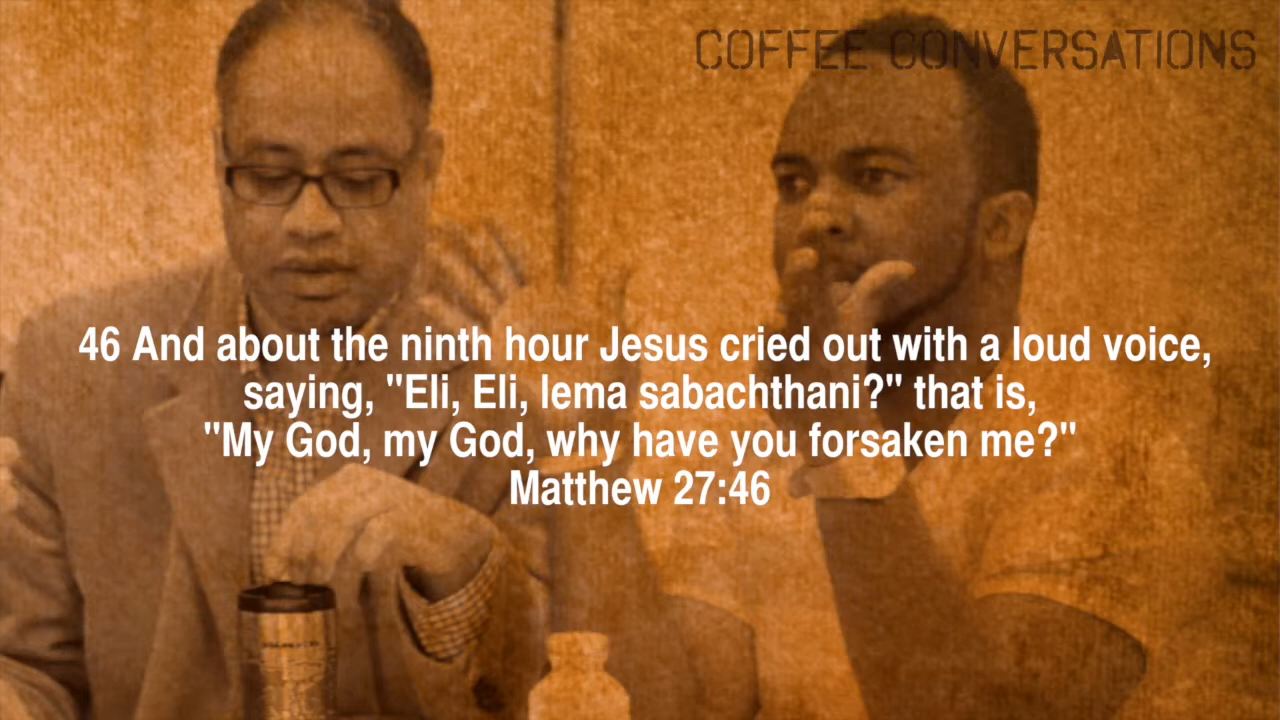 COFFEE CONVERSATIONS
46 And about the ninth hour Jesus cried out with a loud voice,
saying, "Eli, Eli, lema sabachthani?" that is,
"My God, my God, why have you forsaken me?"
Matthew 27:46